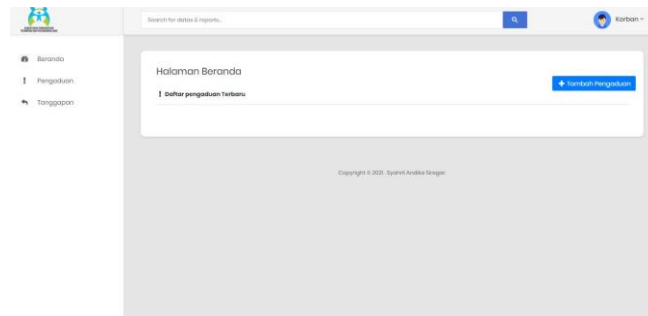 Search for datas & reports...
Korban
Beranda
Pengaduan
Tanggapan
Halaman Beranda
+ Tambah Pengaduan
! Daftar pengaduan Terbaru
Copyright © 2021 . Syahril Andika Siregar.